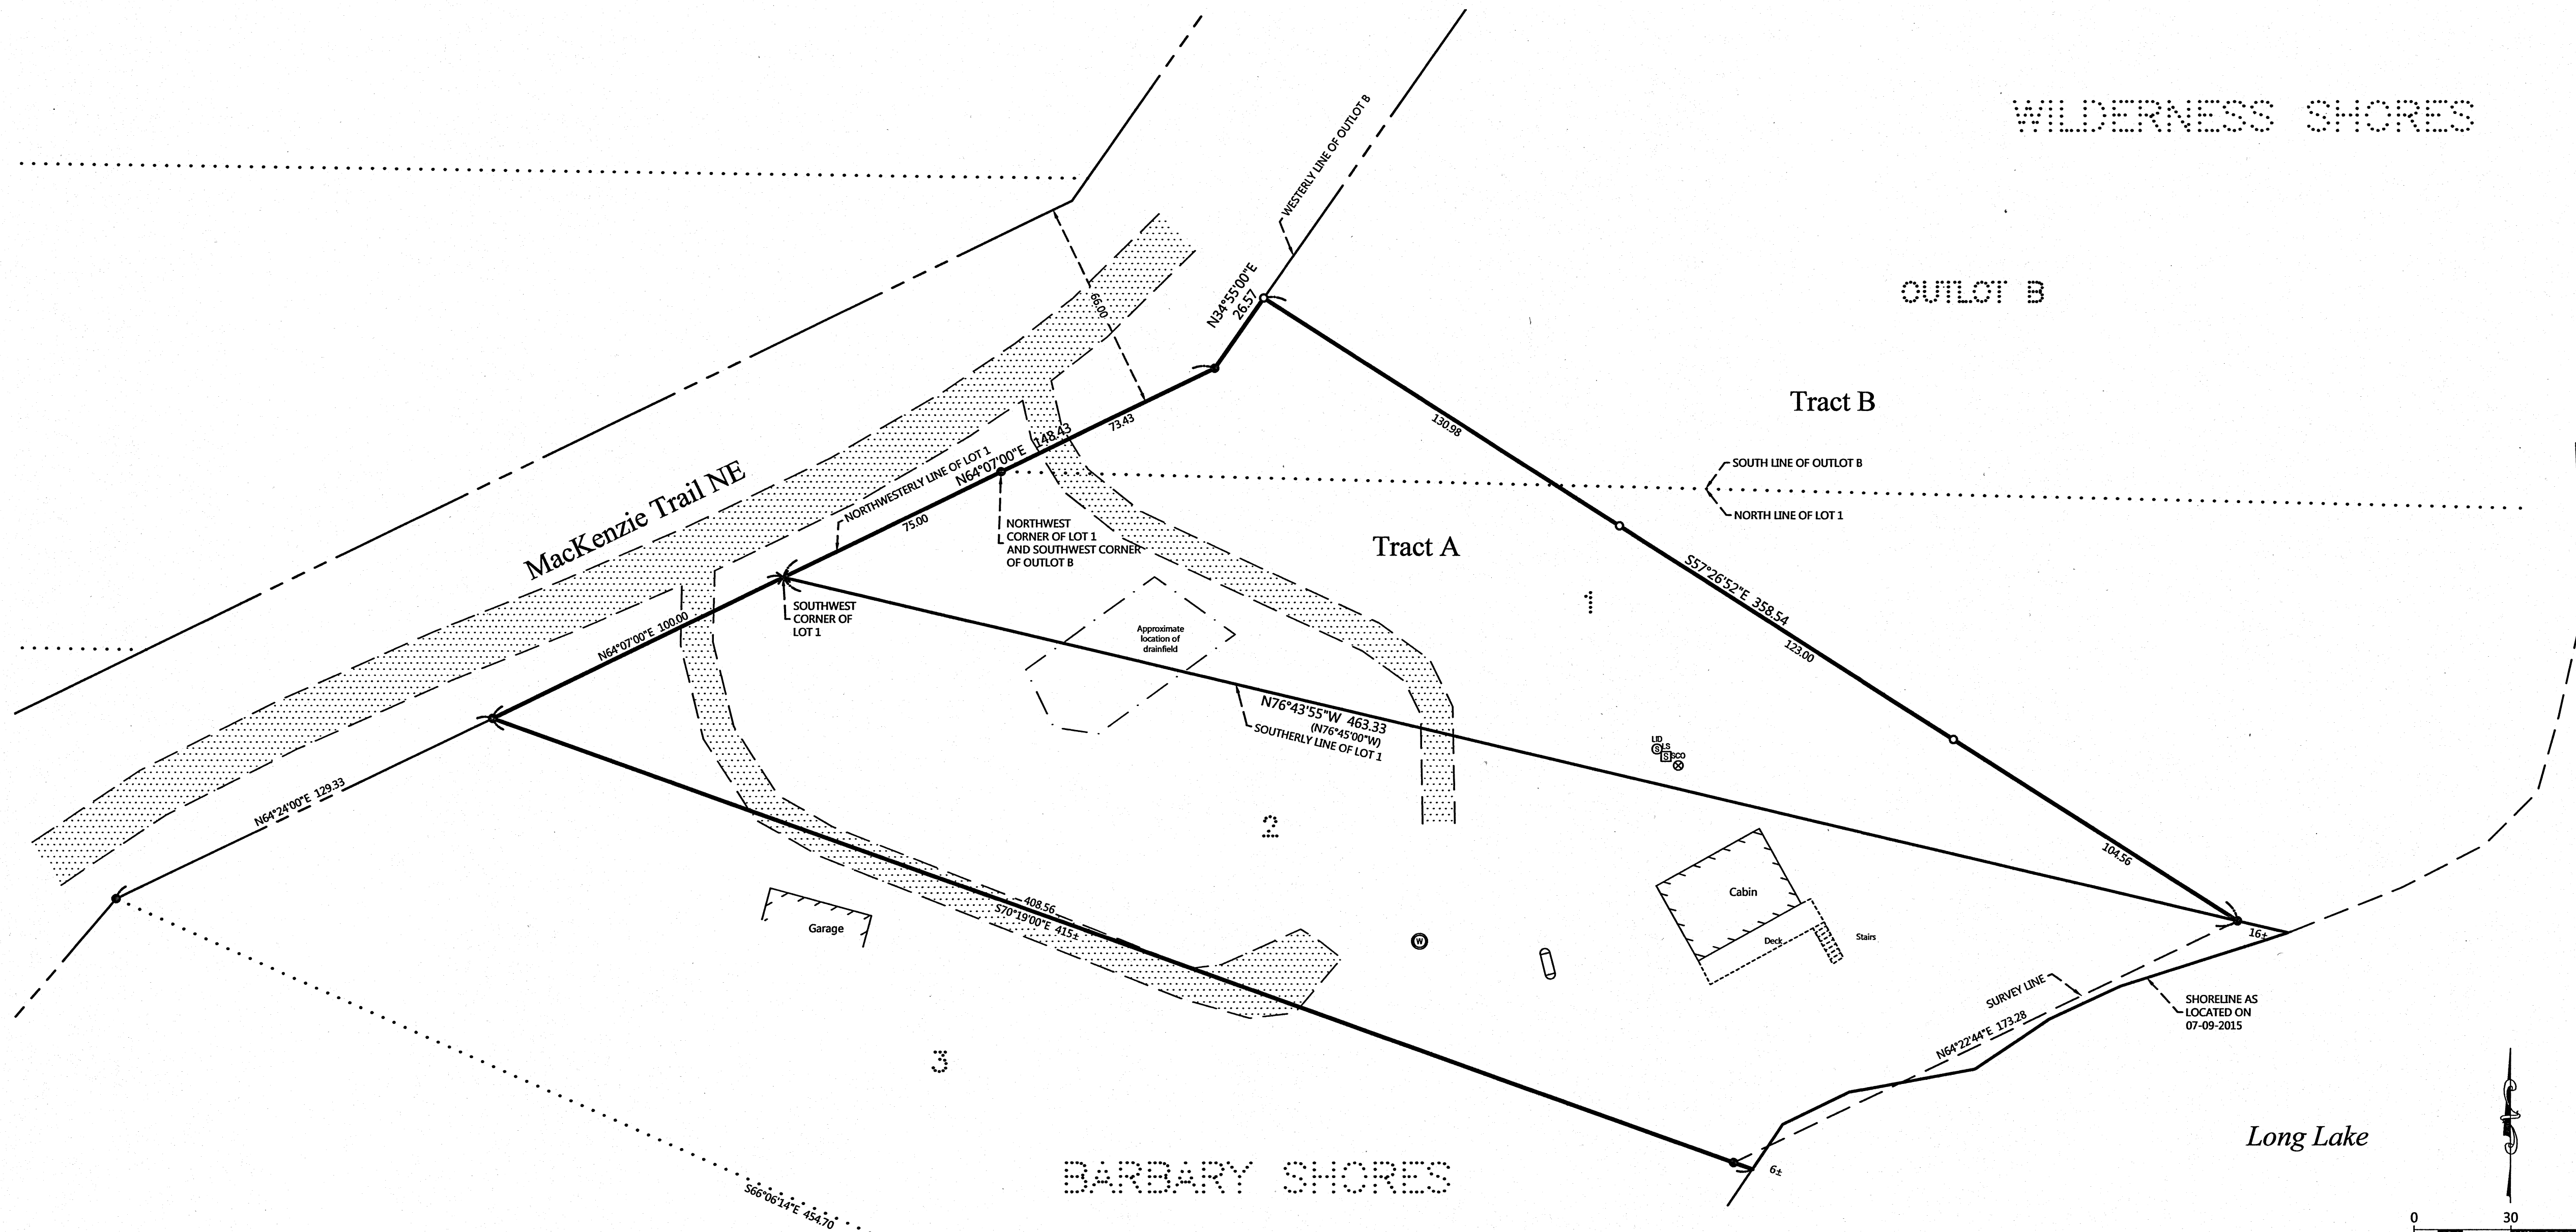 WILDERNESS SHORES
WESTERLY LINE OF OUTLOT B
N34°55'00"E
26.57
66.00
OUTLOT B
Tract B
130.98
148.43
73.43
N64°07'00"E
NORTHWESTERLY LINE OF LOT 1
75.00
SOUTH LINE OF OUTLOT B
NORTH LINE OF LOT 1
MacKenzie Trail NE
NORTHWEST
CORNER OF LOT 1
AND SOUTHWEST CORNER
OF OUTLOT B
Tract A
1
S57°26'52"E 358.54
123.00
SOUTHWEST
CORNER OF
LOT 1
N64°07'00"E 100.00
Approximate
location of
drainfield
N76°43'55"W 463.33
(N76°45'00"W)
SOUTHERLY LINE OF LOT 1
LID
LS
SCO
S
S
N64°24'00"E 129.33
2
104.56
Cabin
Deck
Stairs
Garage
408.56
S70°19'00"E 415±
W
16±
SURVEY LINE
N64°22'44"E 173.28
SHORELINE AS
LOCATED ON
07-09-2015
3
Long Lake
6±
BARBARY SHORES
S66°06'14"E 454.70
0 30